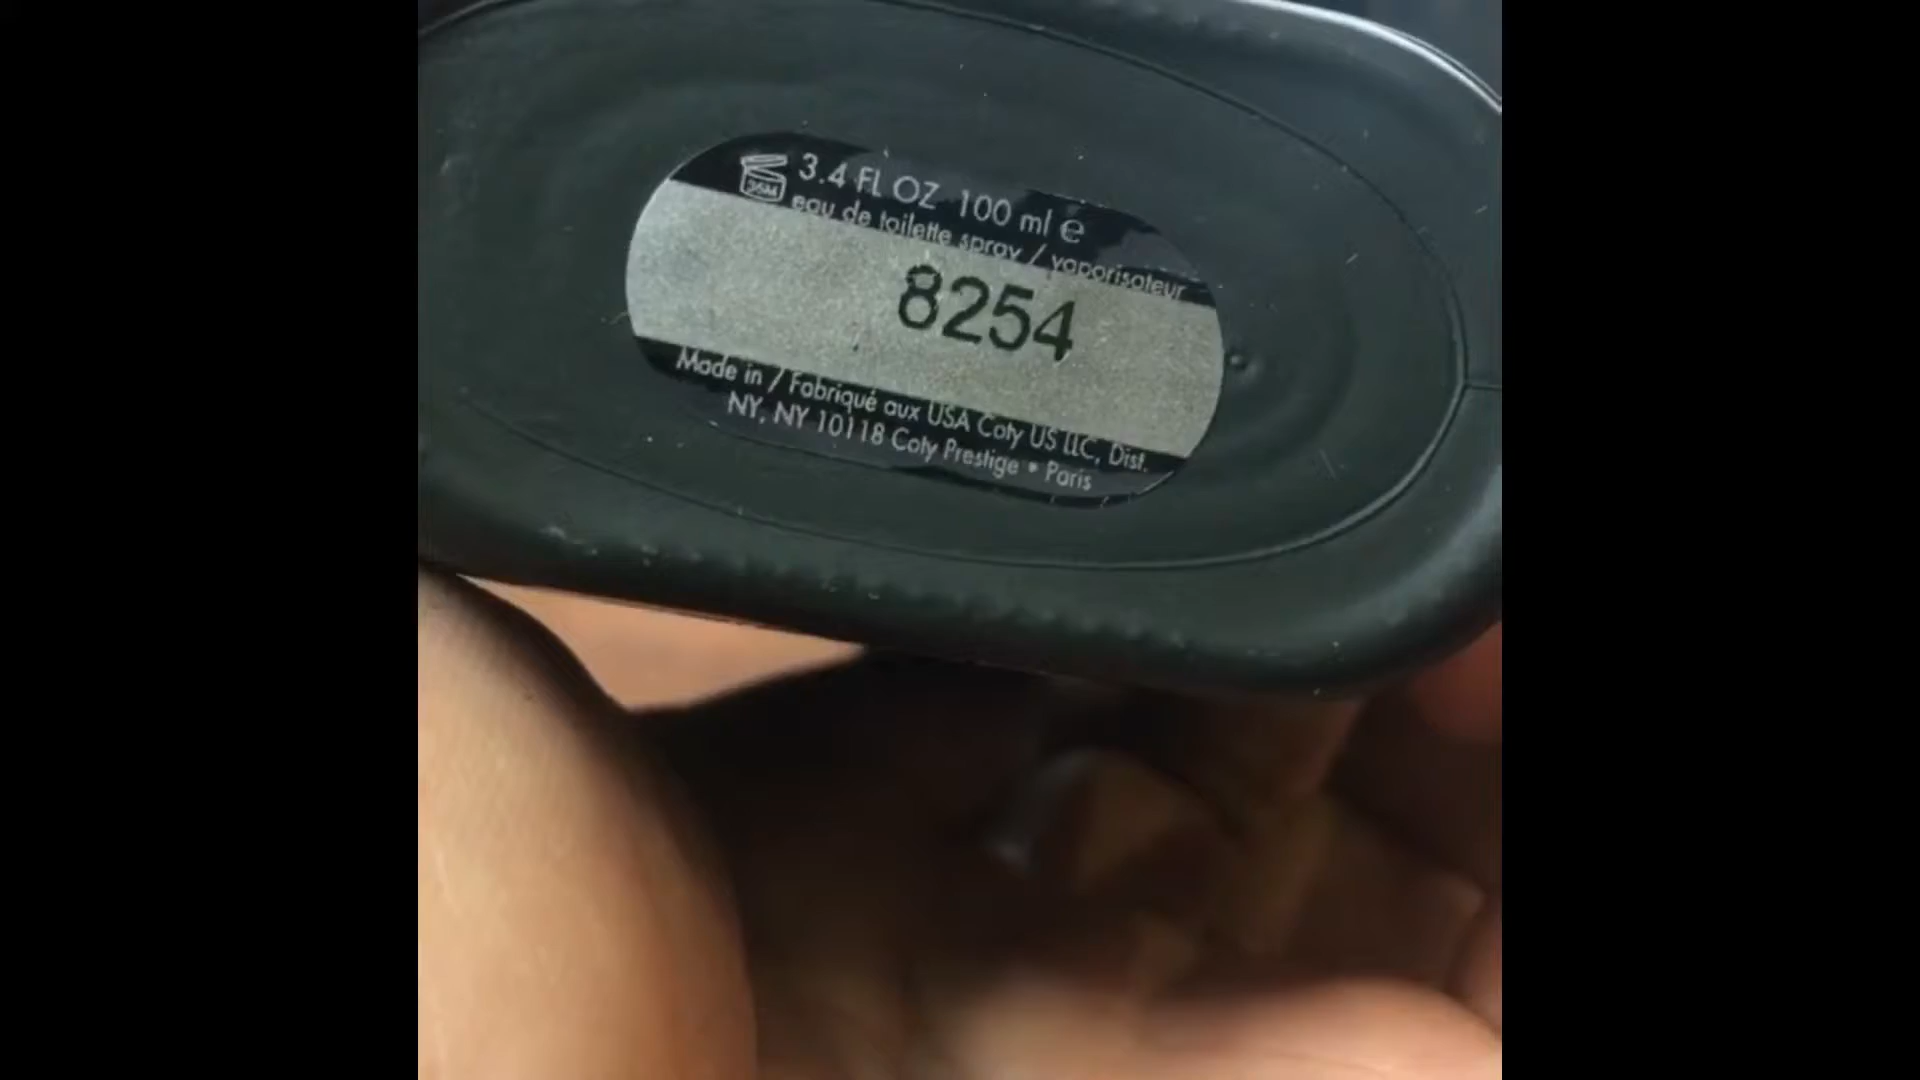 36M 3.4 FL OZ 100 ml ℮
eau de toilette spray / vaporisateur
8254
Made in / Fabriqué aux USA Coty US LLC, Dist.
NY, NY 10118 Coty Prestige • Paris